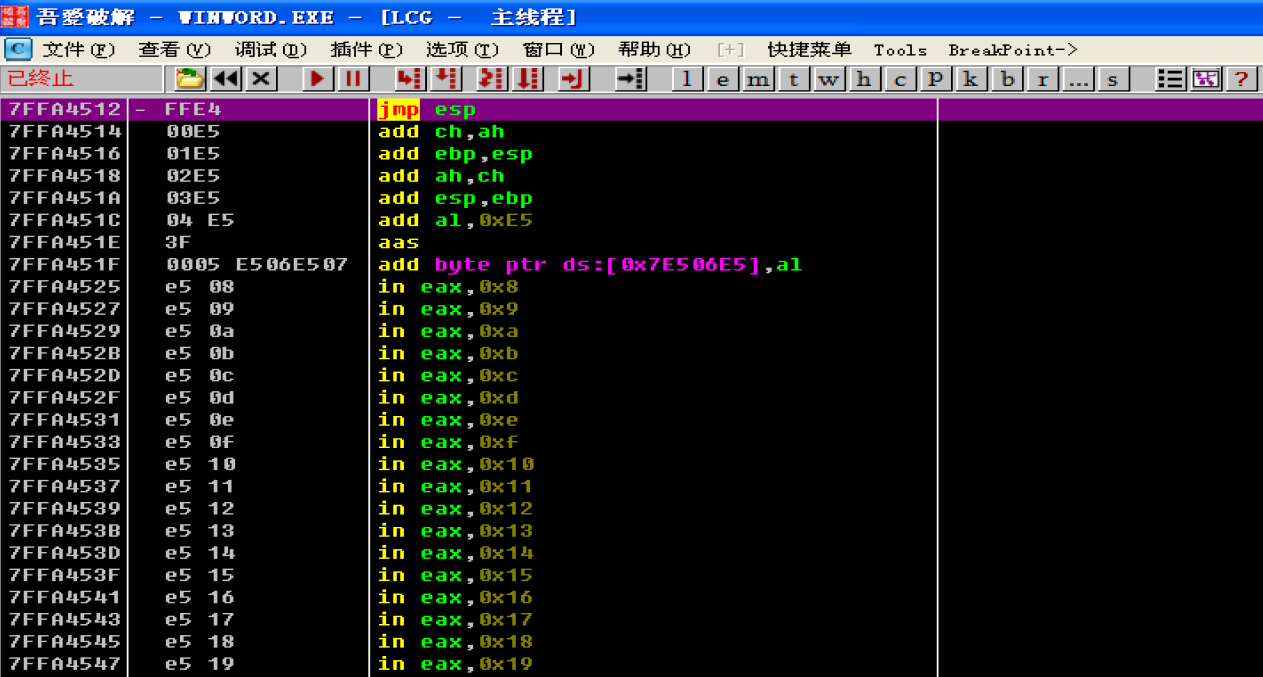 吾愛破解 - WINWORD.EXE - [LCG - 主线程]
C 文件(F) 查看(V) 调试(D) 插件(P) 选项(T) 窗口(W) 帮助(H) [+] 快捷菜单 Tools BreakPoint->
已终止 l e m t w h c P k b r ... s ?
7FFA4512 - FFE4 jmp esp
7FFA4514 00E5 add ch,ah
7FFA4516 01E5 add ebp,esp
7FFA4518 02E5 add ah,ch
7FFA451A 03E5 add esp,ebp
7FFA451C 04 E5 add al,0xE5
7FFA451E 3F aas
7FFA451F 0005 E506E507 add byte ptr ds:[0x7E506E5],al
7FFA4525 e5 08 in eax,0x8
7FFA4527 e5 09 in eax,0x9
7FFA4529 e5 0a in eax,0xa
7FFA452B e5 0b in eax,0xb
7FFA452D e5 0c in eax,0xc
7FFA452F e5 0d in eax,0xd
7FFA4531 e5 0e in eax,0xe
7FFA4533 e5 0f in eax,0xf
7FFA4535 e5 10 in eax,0x10
7FFA4537 e5 11 in eax,0x11
7FFA4539 e5 12 in eax,0x12
7FFA453B e5 13 in eax,0x13
7FFA453D e5 14 in eax,0x14
7FFA453F e5 15 in eax,0x15
7FFA4541 e5 16 in eax,0x16
7FFA4543 e5 17 in eax,0x17
7FFA4545 e5 18 in eax,0x18
7FFA4547 e5 19 in eax,0x19